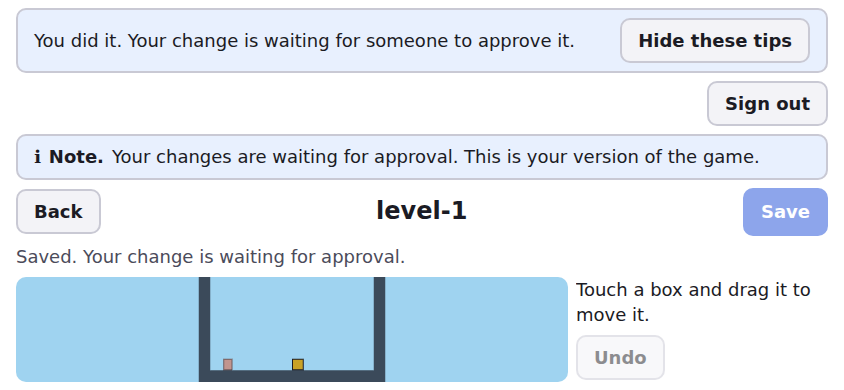 You did it. Your change is waiting for someone to approve it.
Hide these tips
Sign out
ℹ Note. Your changes are waiting for approval. This is your version of the game.
Back
level-1
Save
Saved. Your change is waiting for approval.
Touch a box and drag it to
move it.
Undo